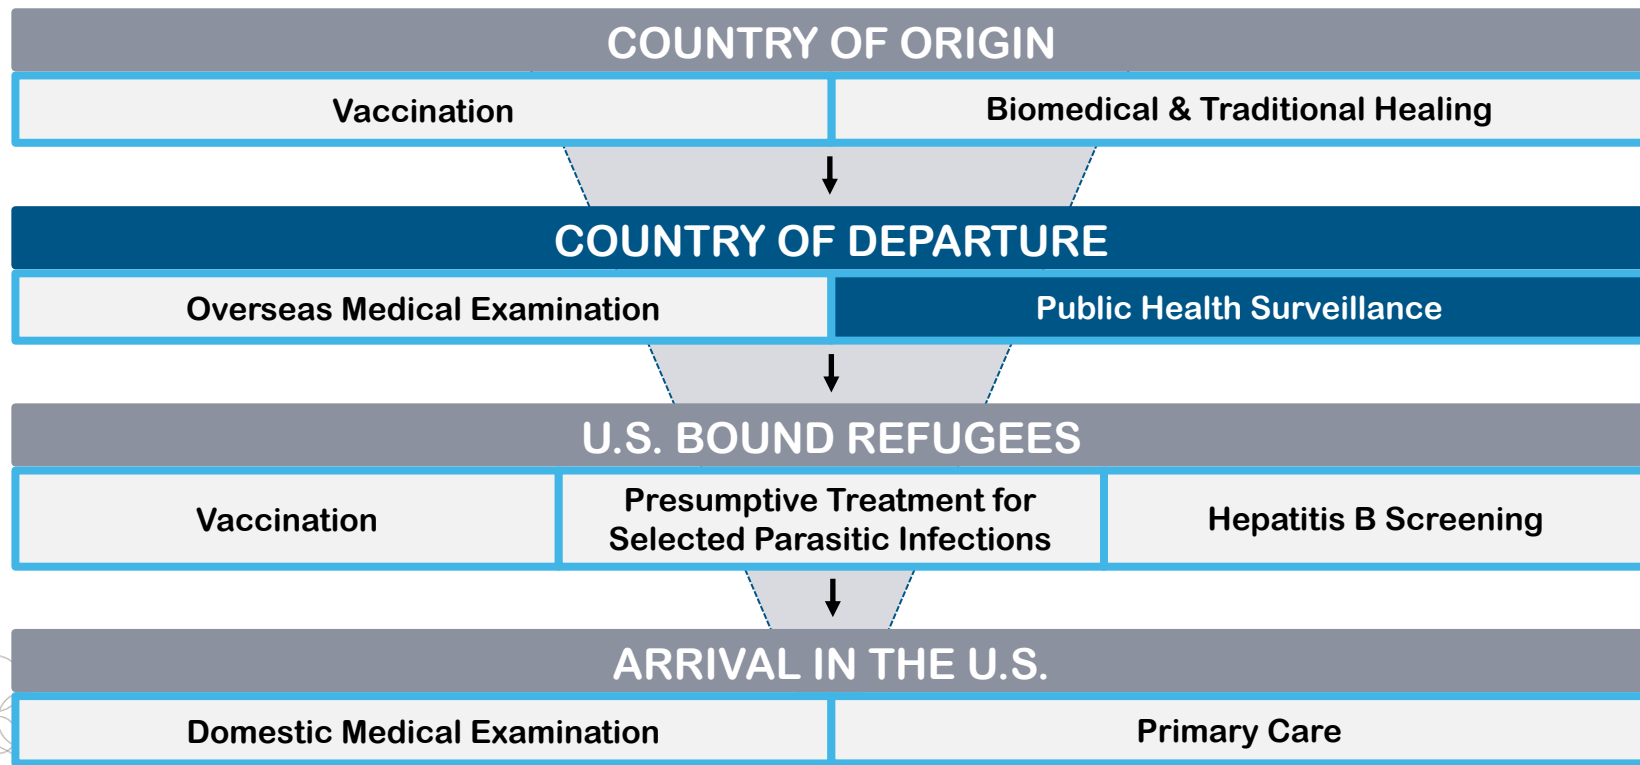 COUNTRY OF ORIGIN
Vaccination
Biomedical & Traditional Healing
COUNTRY OF DEPARTURE
Overseas Medical Examination
Public Health Surveillance
U.S. BOUND REFUGEES
Vaccination
Presumptive Treatment for
Selected Parasitic Infections
Hepatitis B Screening
ARRIVAL IN THE U.S.
Domestic Medical Examination
Primary Care